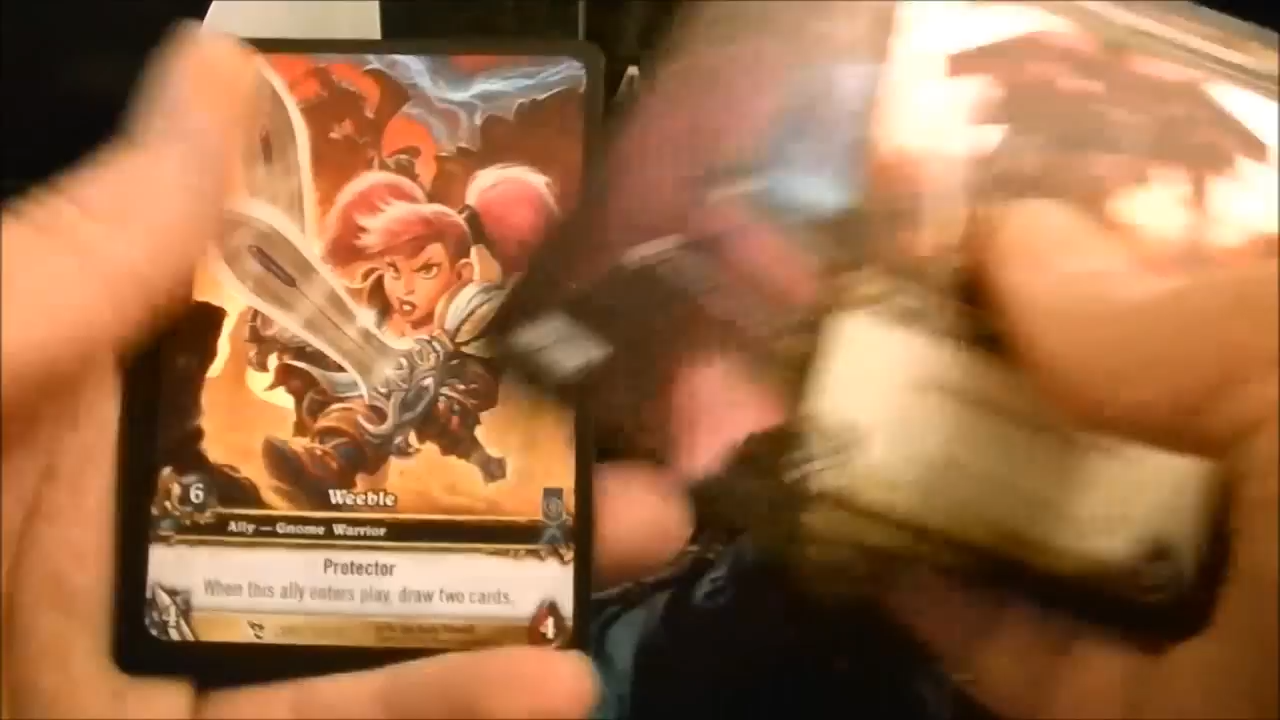 6
Weeble
Ally — Gnome Warrior
Protector
When this ally enters play, draw two cards.
4
4